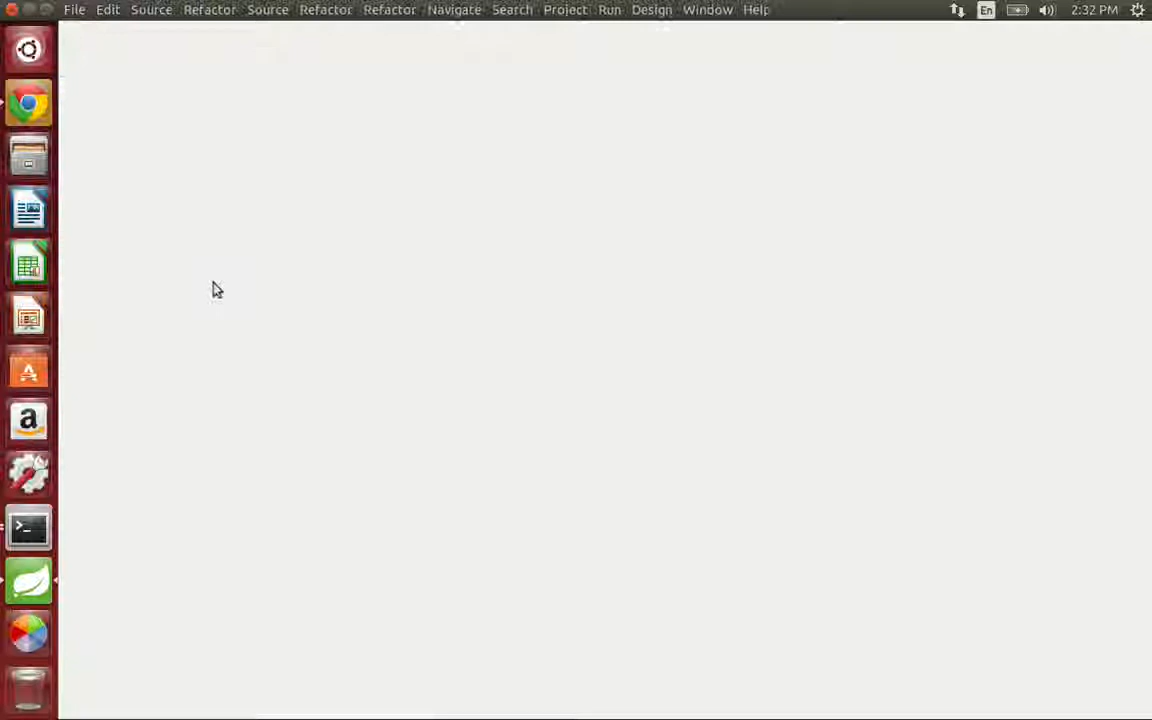 File Edit Source Refactor Source Refactor Refactor Navigate Search Project Run Design Window Help En 2:32 PM
a
>_